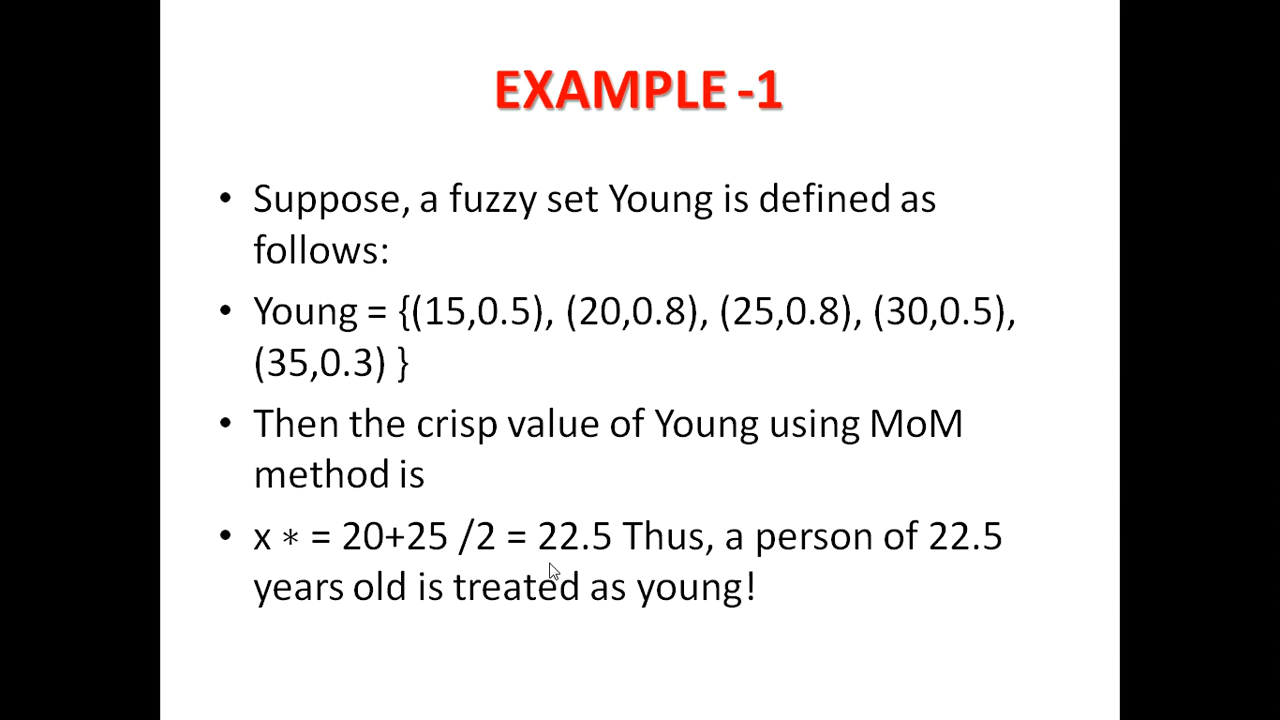 EXAMPLE -1
• Suppose, a fuzzy set Young is defined as
follows:
• Young = {(15,0.5), (20,0.8), (25,0.8), (30,0.5),
(35,0.3) }
• Then the crisp value of Young using MoM
method is
• x ∗ = 20+25 /2 = 22.5 Thus, a person of 22.5
years old is treated as young!